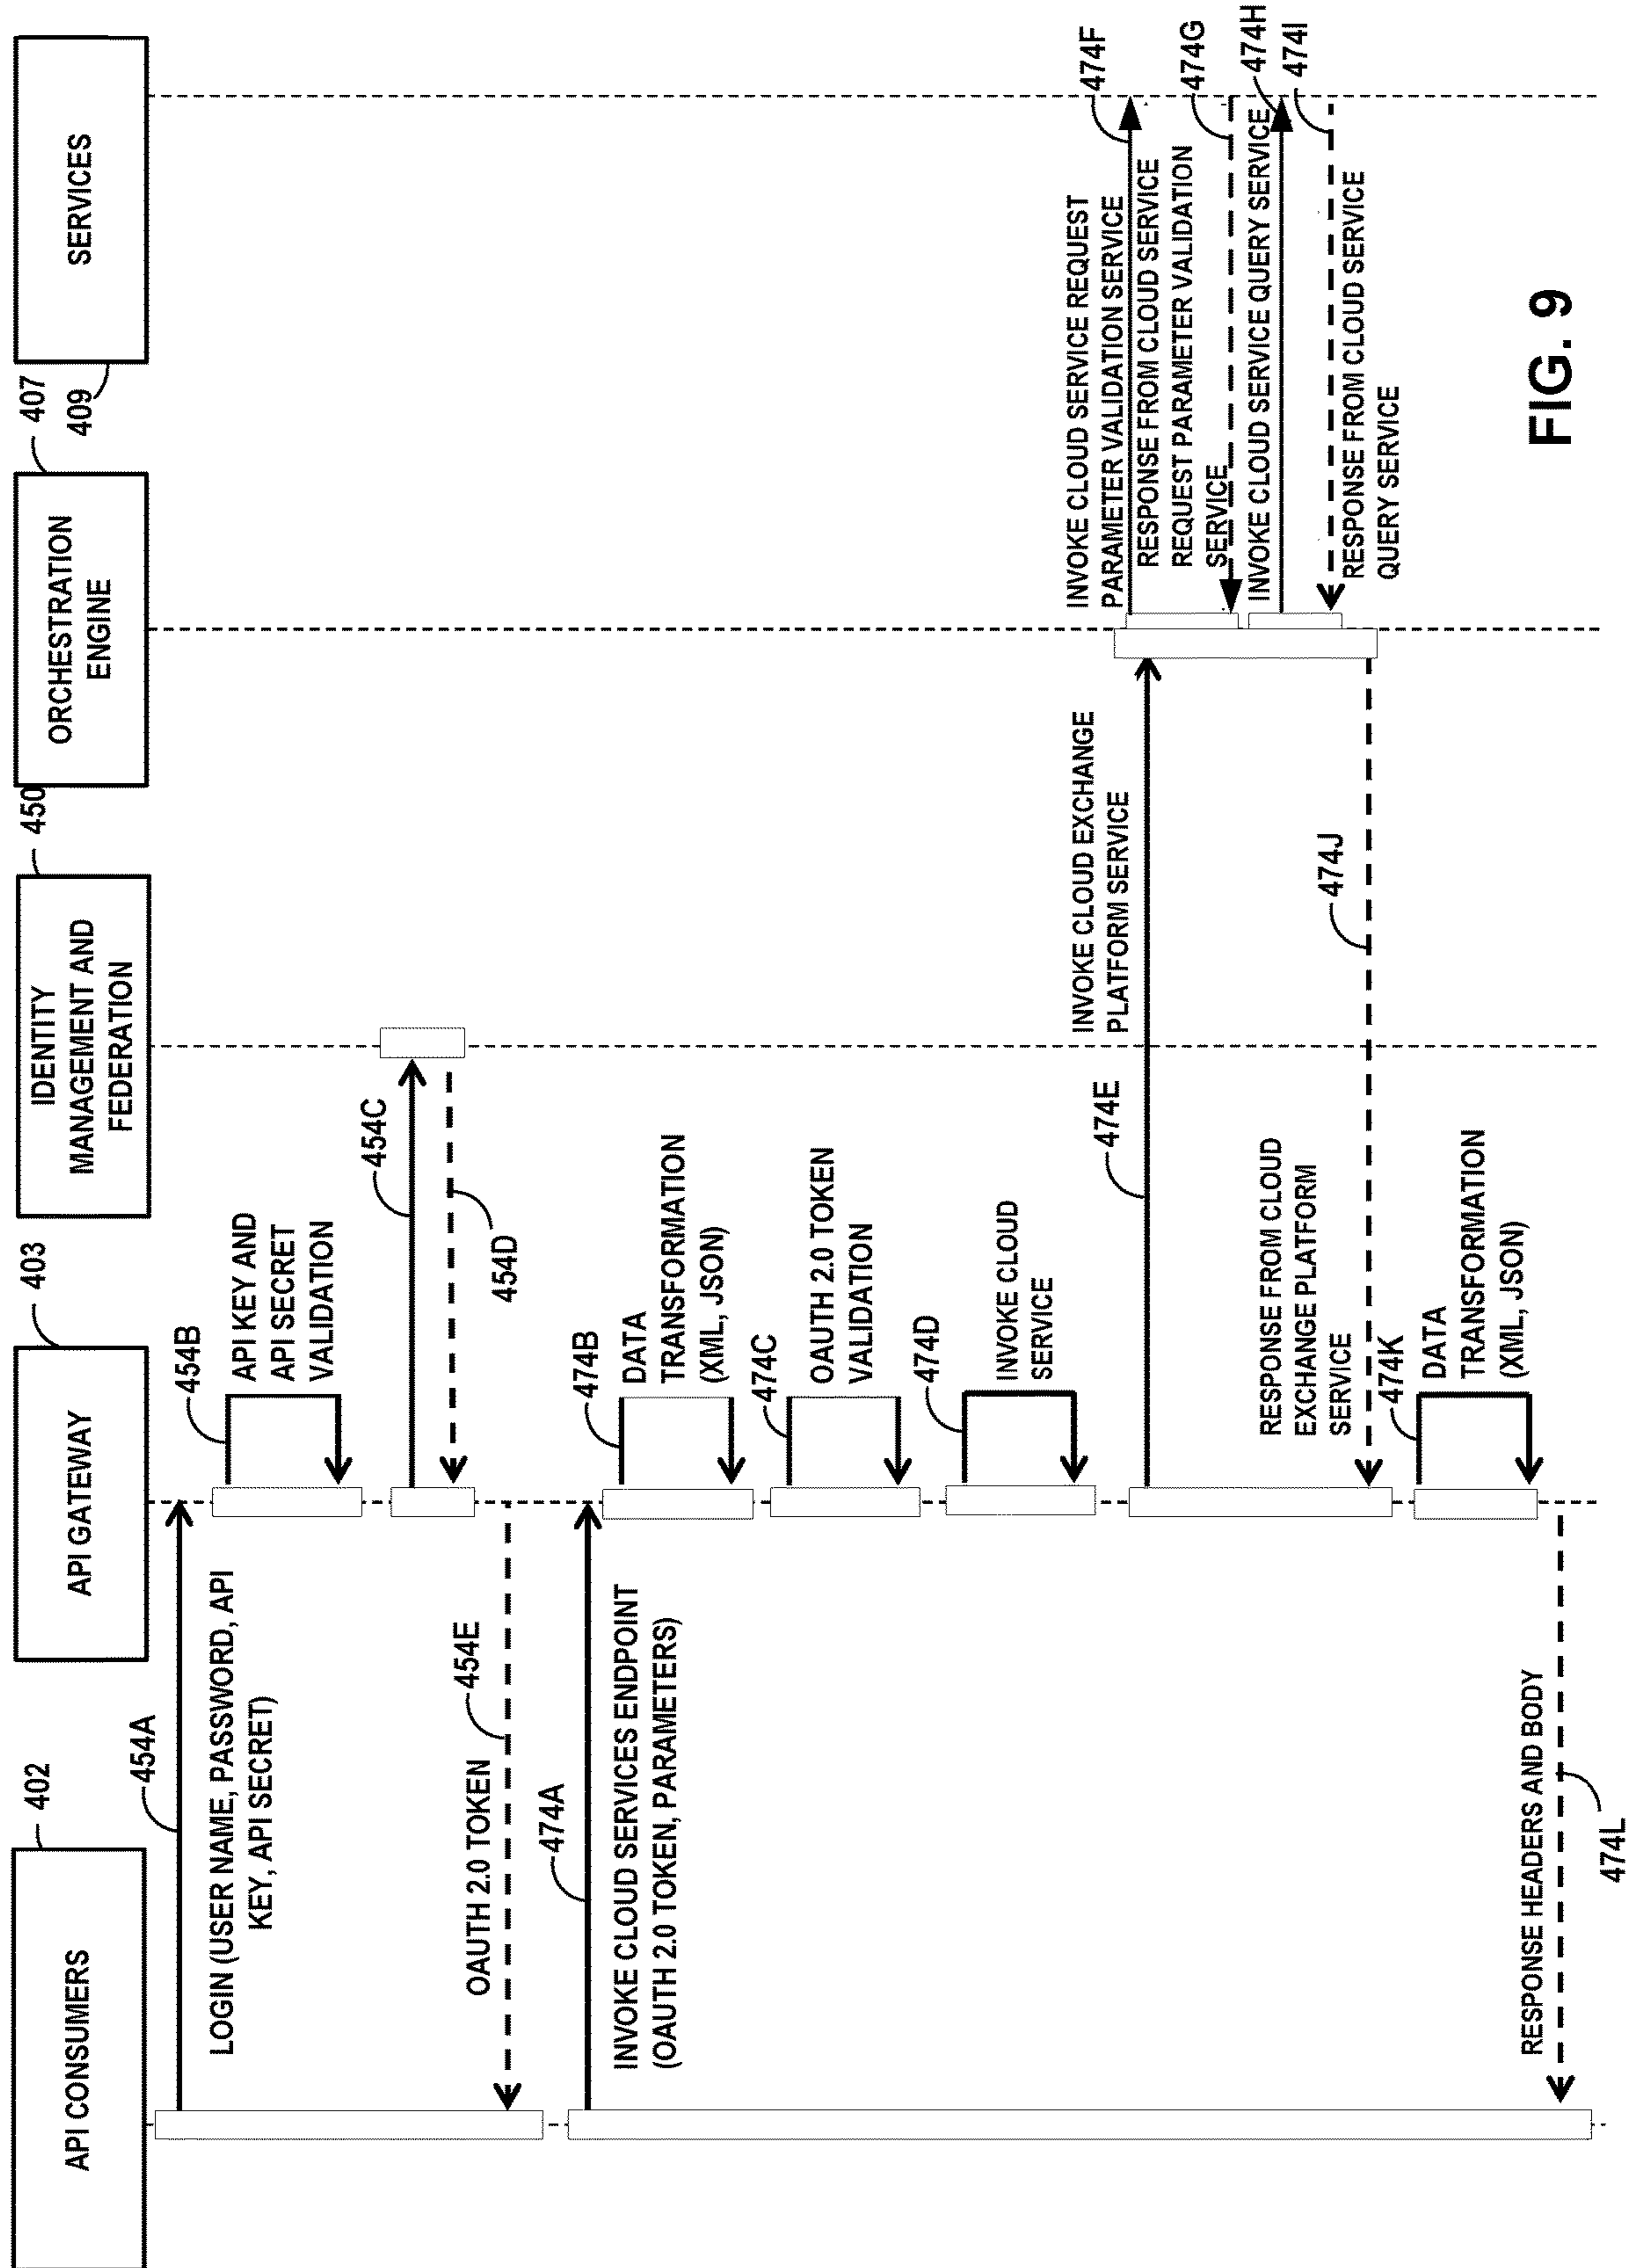 API CONSUMERS
402
API GATEWAY
403
IDENTITY
MANAGEMENT AND
FEDERATION
450
ORCHESTRATION
ENGINE
407
SERVICES
409
454A
LOGIN (USER NAME, PASSWORD, API
KEY, API SECRET)
454B
API KEY AND
API SECRET
VALIDATION
454C
454D
OAUTH 2.0 TOKEN
454E
474A
INVOKE CLOUD SERVICES ENDPOINT
(OAUTH 2.0 TOKEN, PARAMETERS)
474B
DATA
TRANSFORMATION
(XML, JSON)
474C
OAUTH 2.0 TOKEN
VALIDATION
474D
INVOKE CLOUD
SERVICE
474E
INVOKE CLOUD EXCHANGE
PLATFORM SERVICE
INVOKE CLOUD SERVICE REQUEST
PARAMETER VALIDATION SERVICE
474F
RESPONSE FROM CLOUD SERVICE
REQUEST PARAMETER VALIDATION
SERVICE
474G
INVOKE CLOUD SERVICE QUERY SERVICE
474H
474I
RESPONSE FROM CLOUD SERVICE
QUERY SERVICE
474J
RESPONSE FROM CLOUD
EXCHANGE PLATFORM
SERVICE
474K
DATA
TRANSFORMATION
(XML, JSON)
RESPONSE HEADERS AND BODY
474L
FIG. 9